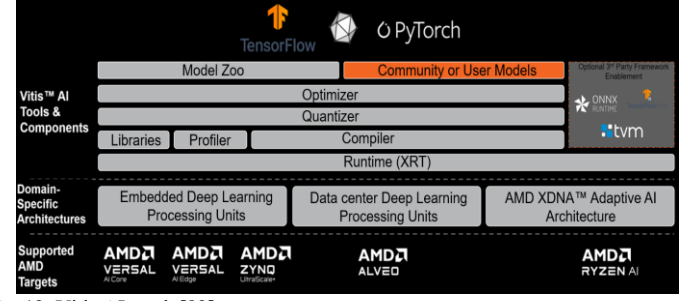 TensorFlow
PyTorch
Model Zoo
Community or User Models
Optional 3rd Party Framework
Enablement
Vitis™ AI
Tools &
Components
Optimizer
ONNX
RUNTIME
Quantizer
tvm
Libraries
Profiler
Compiler
Runtime (XRT)
Domain-
Specific
Architectures
Embedded Deep Learning
Processing Units
Data center Deep Learning
Processing Units
AMD XDNA™ Adaptive AI
Architecture
Supported
AMD
Targets
AMD
VERSAL
AI Core
AMD
VERSAL
AI Edge
AMD
ZYNQ
UltraScale+
AMD
ALVEO
AMD
RYZEN AI